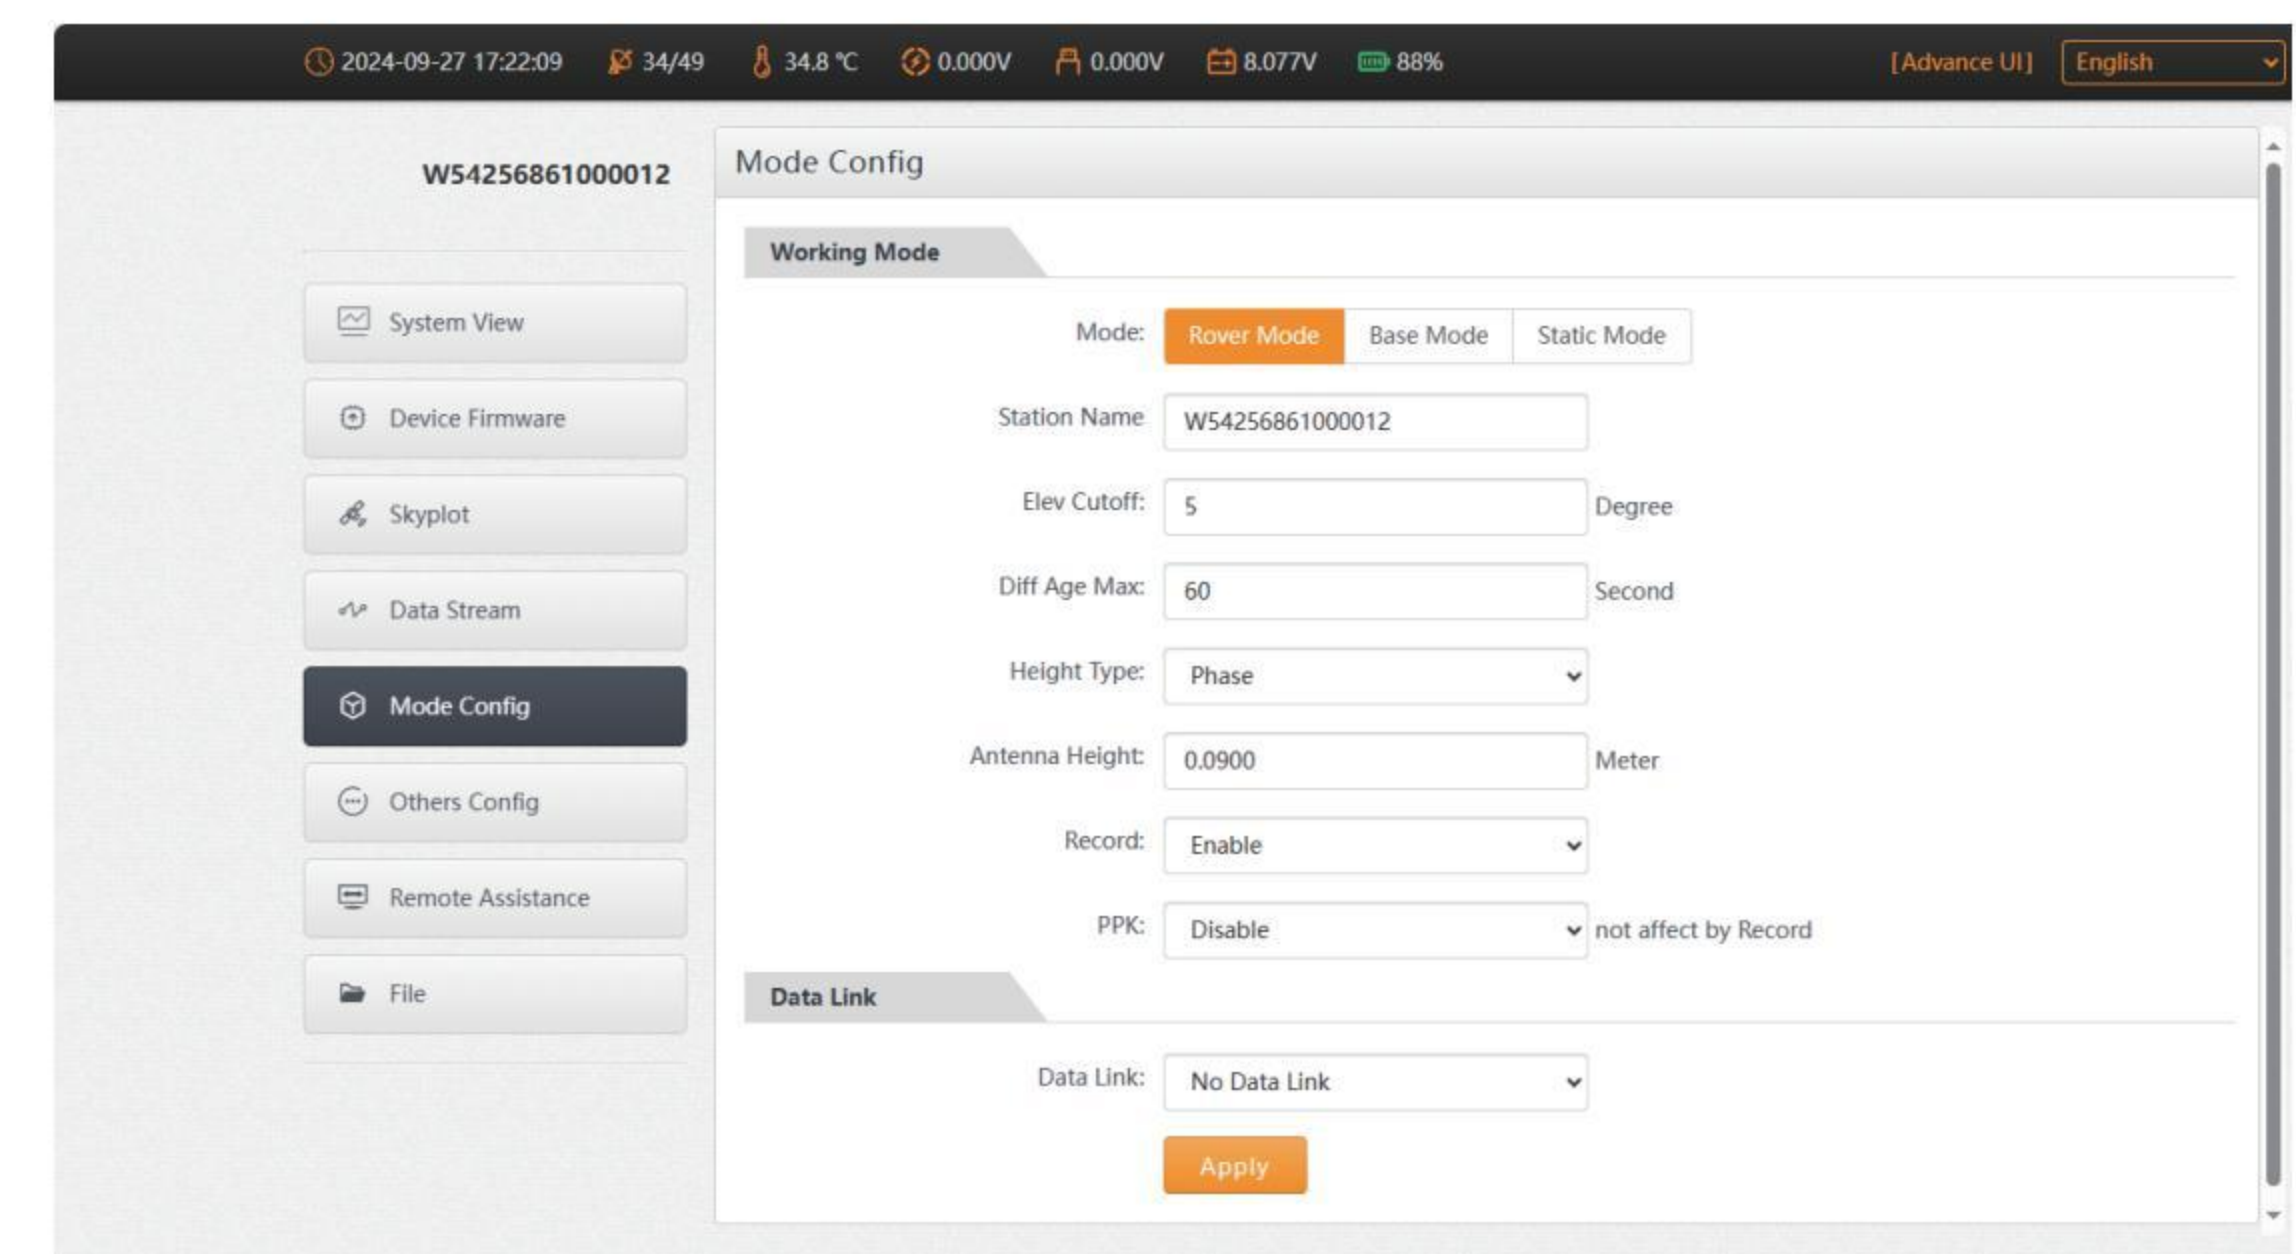 2024-09-27 17:22:09 34/49 34.8 ℃ 0.000V 0.000V 8.077V 88% [Advance UI] English
W54256861000012
System View
Device Firmware
Skyplot
Data Stream
Mode Config
Others Config
Remote Assistance
File
Mode Config
Working Mode
Mode: Rover Mode Base Mode Static Mode
Station Name W54256861000012
Elev Cutoff: 5 Degree
Diff Age Max: 60 Second
Height Type: Phase
Antenna Height: 0.0900 Meter
Record: Enable
PPK: Disable not affect by Record
Data Link
Data Link: No Data Link
Apply